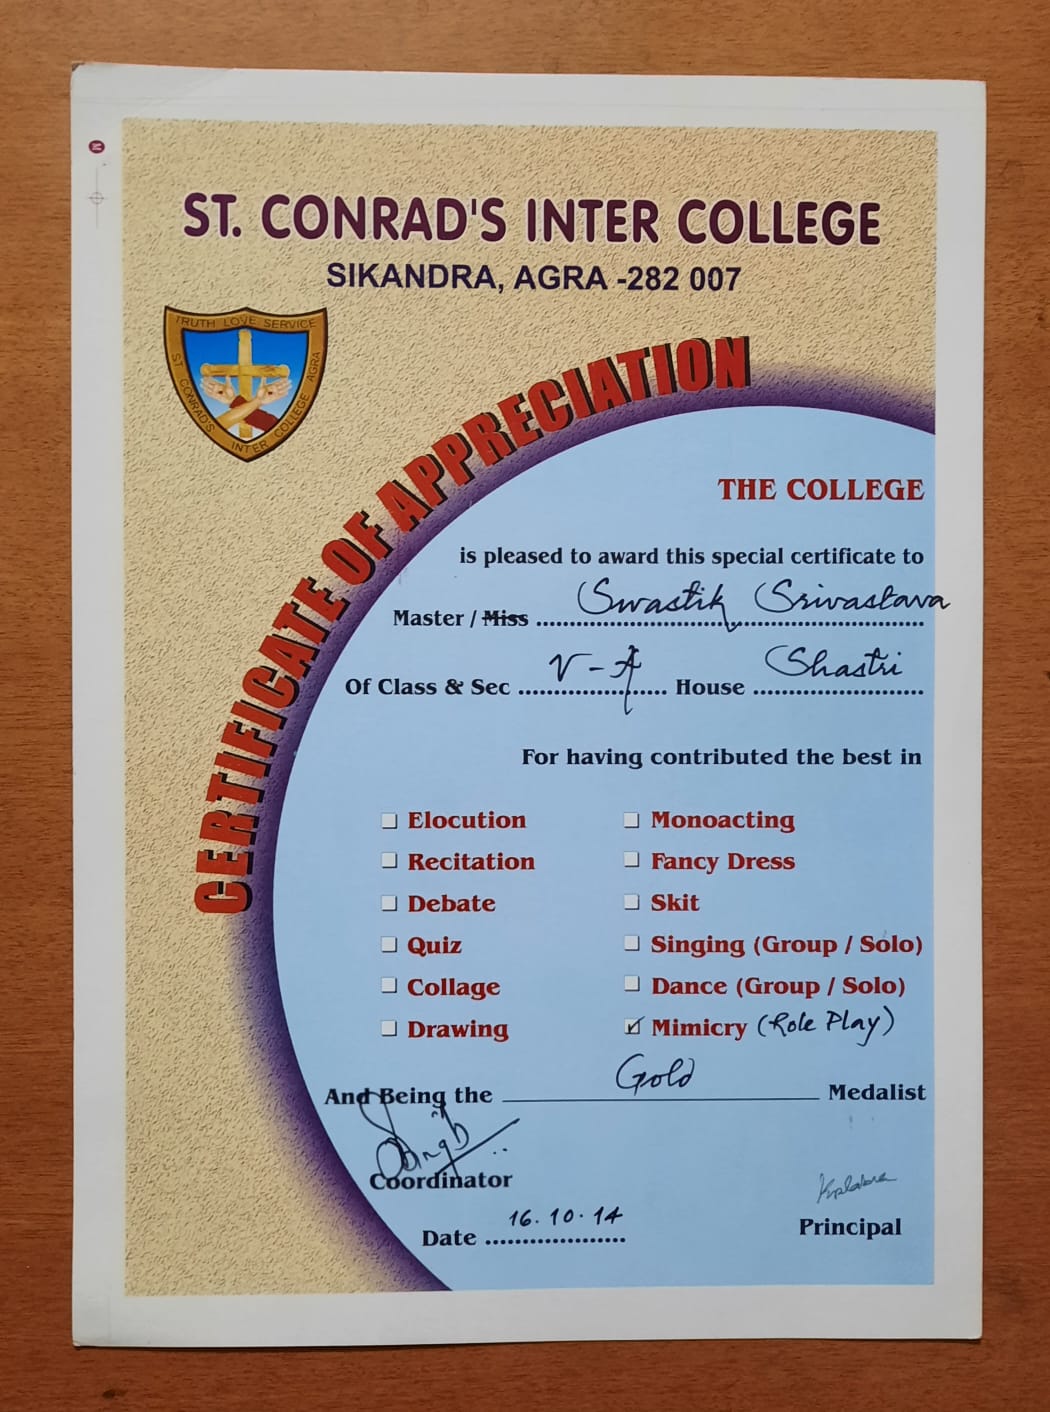 ST. CONRAD'S INTER COLLEGE
SIKANDRA, AGRA -282 007
TRUTH LOVE SERVICE
ST CONRAD'S INTER COLLEGE AGRA
CERTIFICATE OF APPRECIATION
THE COLLEGE
is pleased to award this special certificate to
Master / Miss Swastik Srivastava
Of Class & Sec V-A House Shastri
For having contributed the best in
Elocution Monoacting
Recitation Fancy Dress
Debate Skit
Quiz Singing (Group / Solo)
Collage Dance (Group / Solo)
Drawing Mimicry (Role Play)
And Being the Gold Medalist
Coordinator
Date 16.10.14
Principal